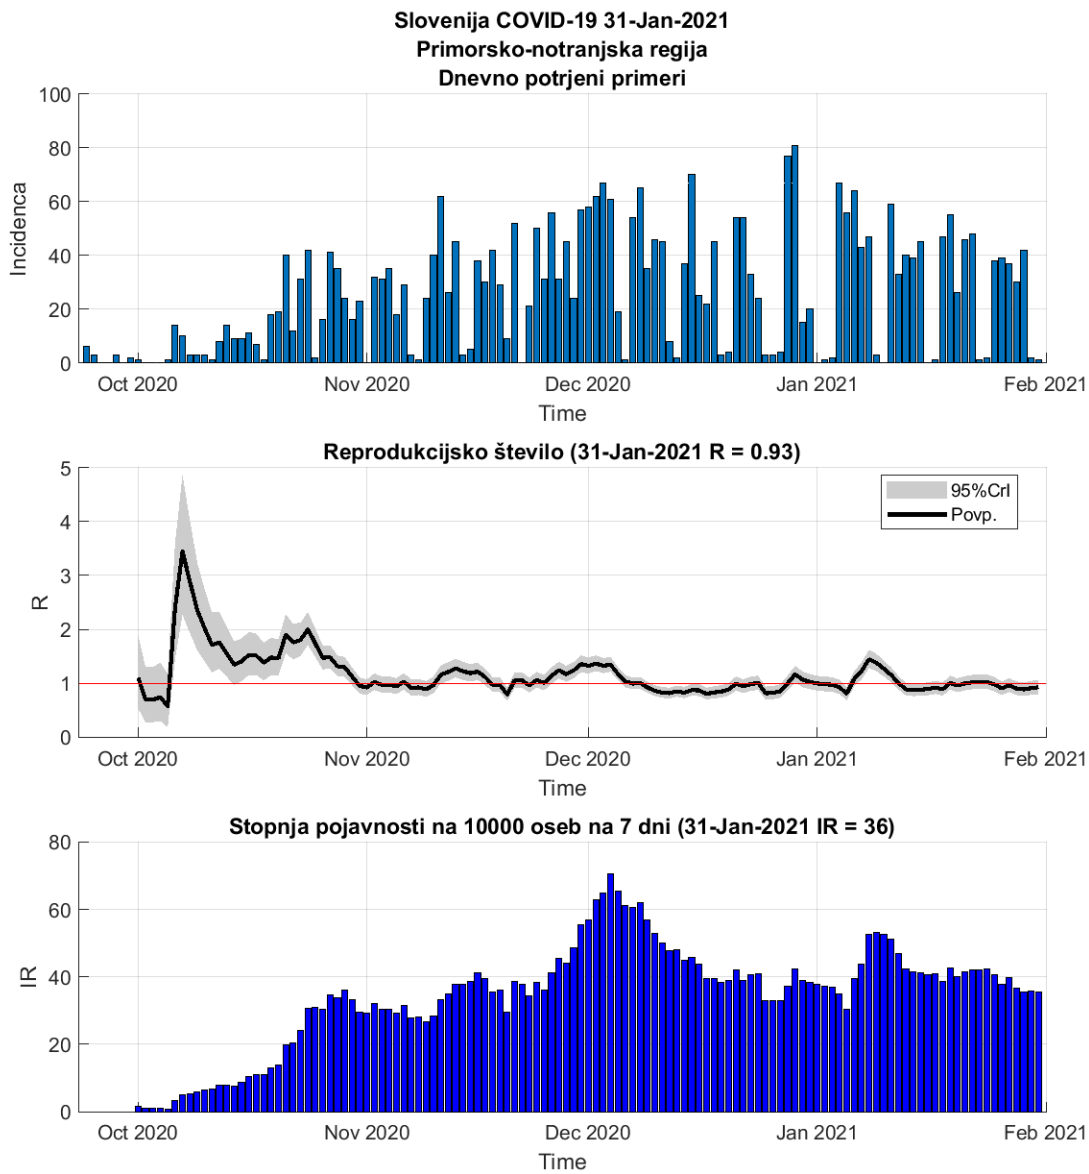 Slovenija COVID-19 31-Jan-2021
Primorsko-notranjska regija
Dnevno potrjeni primeri
100
80
60
40
20
0
Incidenca
Oct 2020 Nov 2020 Dec 2020 Jan 2021 Feb 2021
Time
Reprodukcijsko število (31-Jan-2021 R = 0.93)
5
4
3
2
1
0
R
95%CrI
Povp.
Oct 2020 Nov 2020 Dec 2020 Jan 2021 Feb 2021
Time
Stopnja pojavnosti na 10000 oseb na 7 dni (31-Jan-2021 IR = 36)
80
60
40
20
0
IR
Oct 2020 Nov 2020 Dec 2020 Jan 2021 Feb 2021
Time